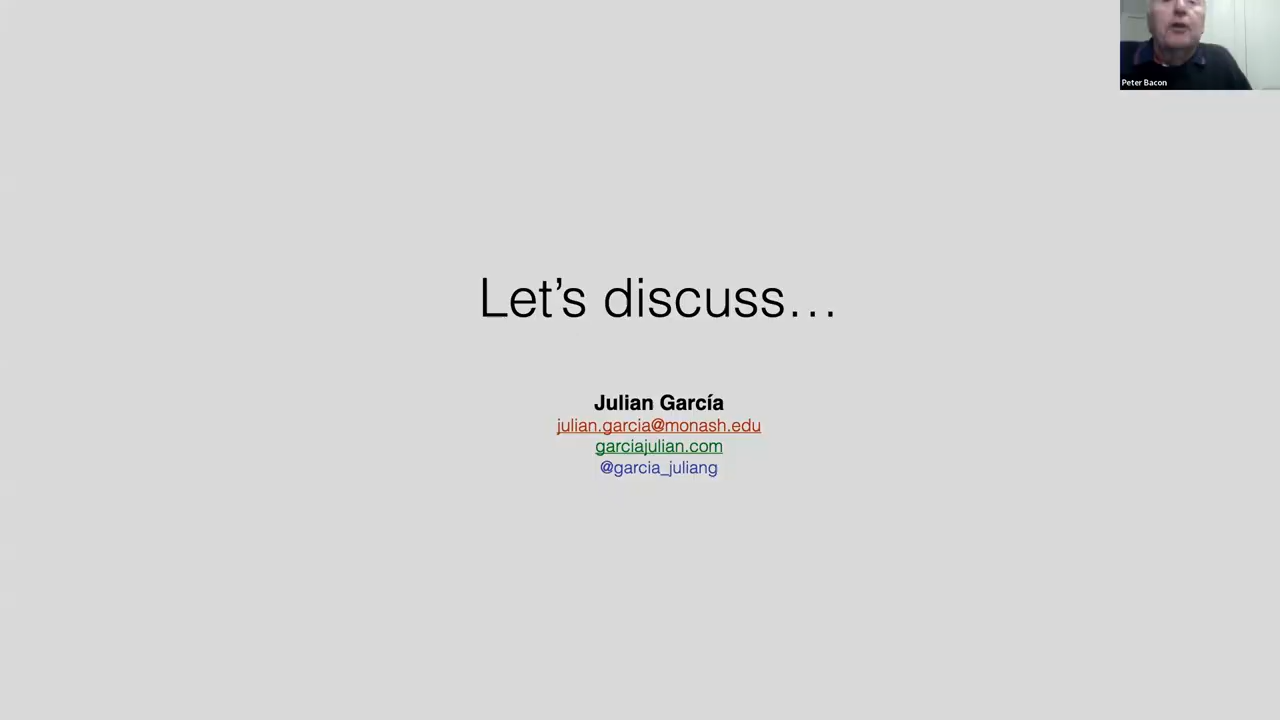 Peter Bacon
Let's discuss…
Julian García
julian.garcia@monash.edu
garciajulian.com
@garcia_juliang